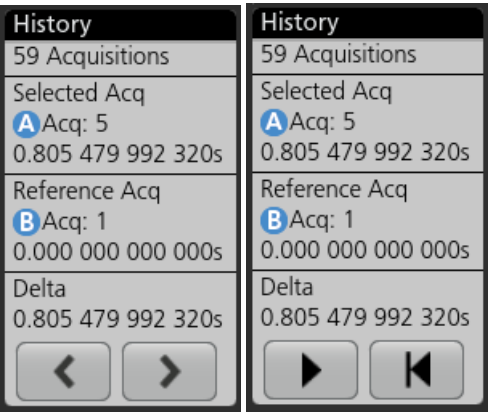 History
59 Acquisitions
Selected Acq
A Acq: 5
0.805 479 992 320s
Reference Acq
B Acq: 1
0.000 000 000 000s
Delta
0.805 479 992 320s
History
59 Acquisitions
Selected Acq
A Acq: 5
0.805 479 992 320s
Reference Acq
B Acq: 1
0.000 000 000 000s
Delta
0.805 479 992 320s